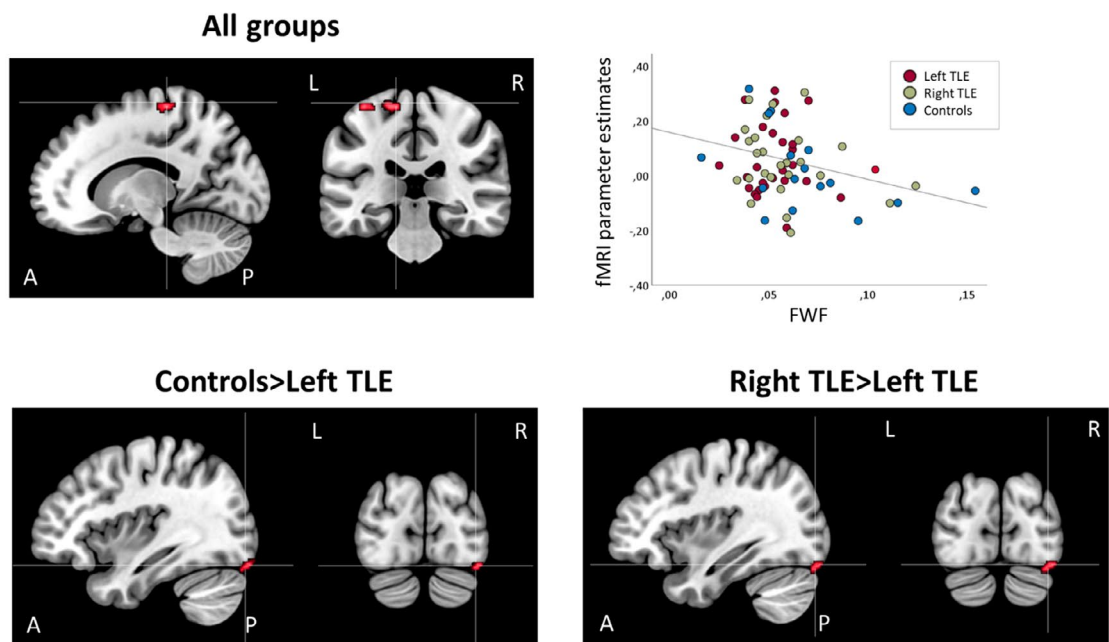 All groups
L
R
A
P
fMRI parameter estimates
,40
,20
,00
-,20
-,40
Left TLE
Right TLE
Controls
,00
,05
,10
,15
FWF
Controls>Left TLE
L
R
A
P
Right TLE>Left TLE
L
R
A
P